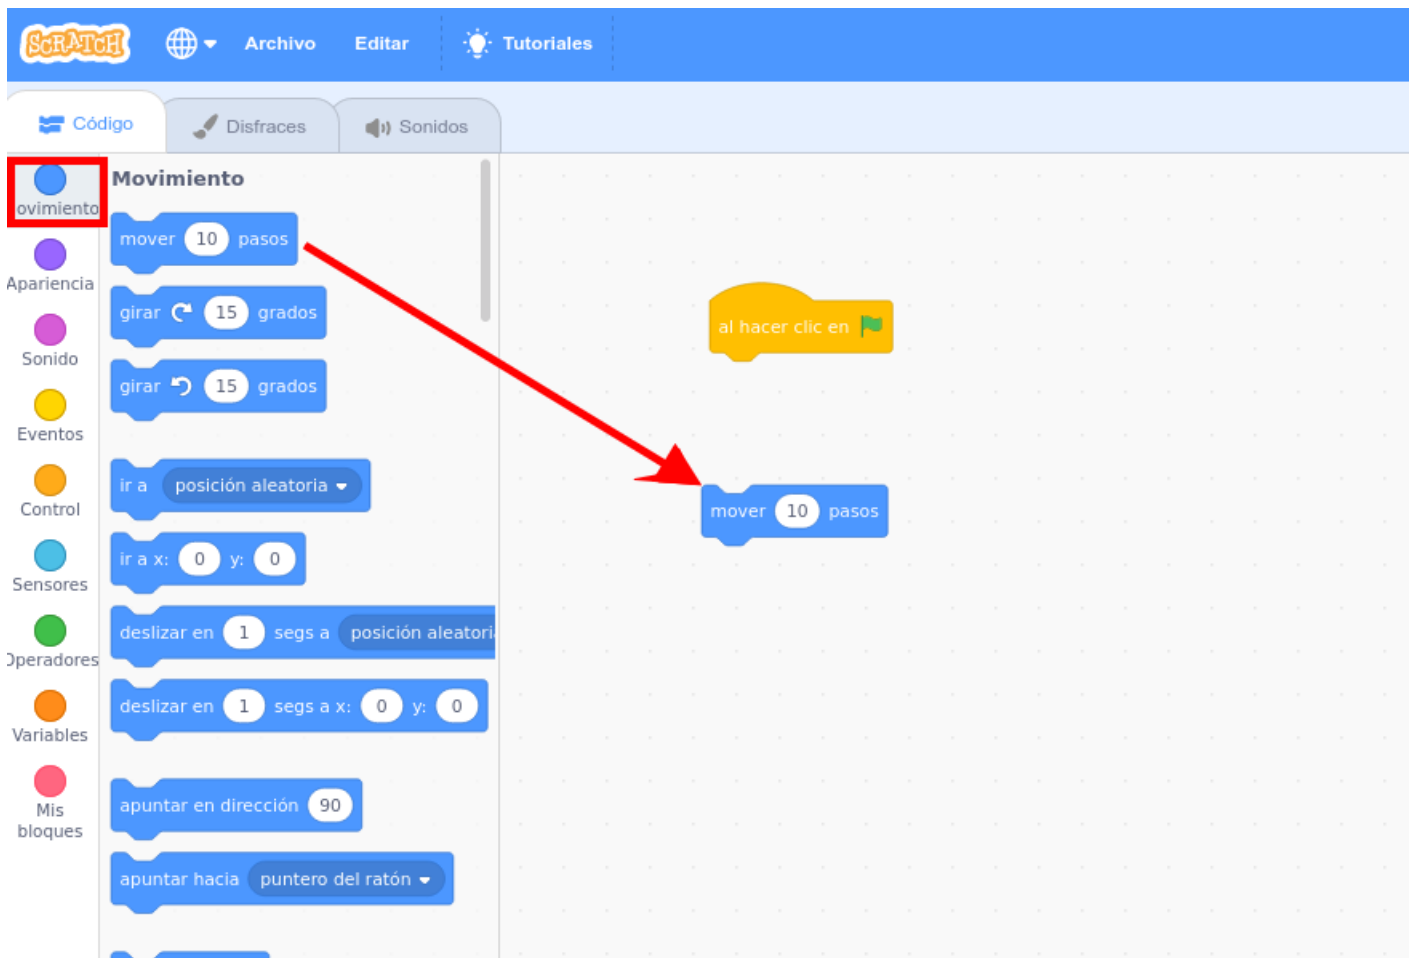 SCRATCH Archivo Editar Tutoriales
Código Disfraces Sonidos
ovimiento
Apariencia
Sonido
Eventos
Control
Sensores
Operadores
Variables
Mis
bloques
Movimiento
mover 10 pasos
girar 15 grados
girar 15 grados
ir a posición aleatoria
ir a x: 0 y: 0
deslizar en 1 segs a posición aleatori
deslizar en 1 segs a x: 0 y: 0
apuntar en dirección 90
apuntar hacia puntero del ratón
al hacer clic en
mover 10 pasos